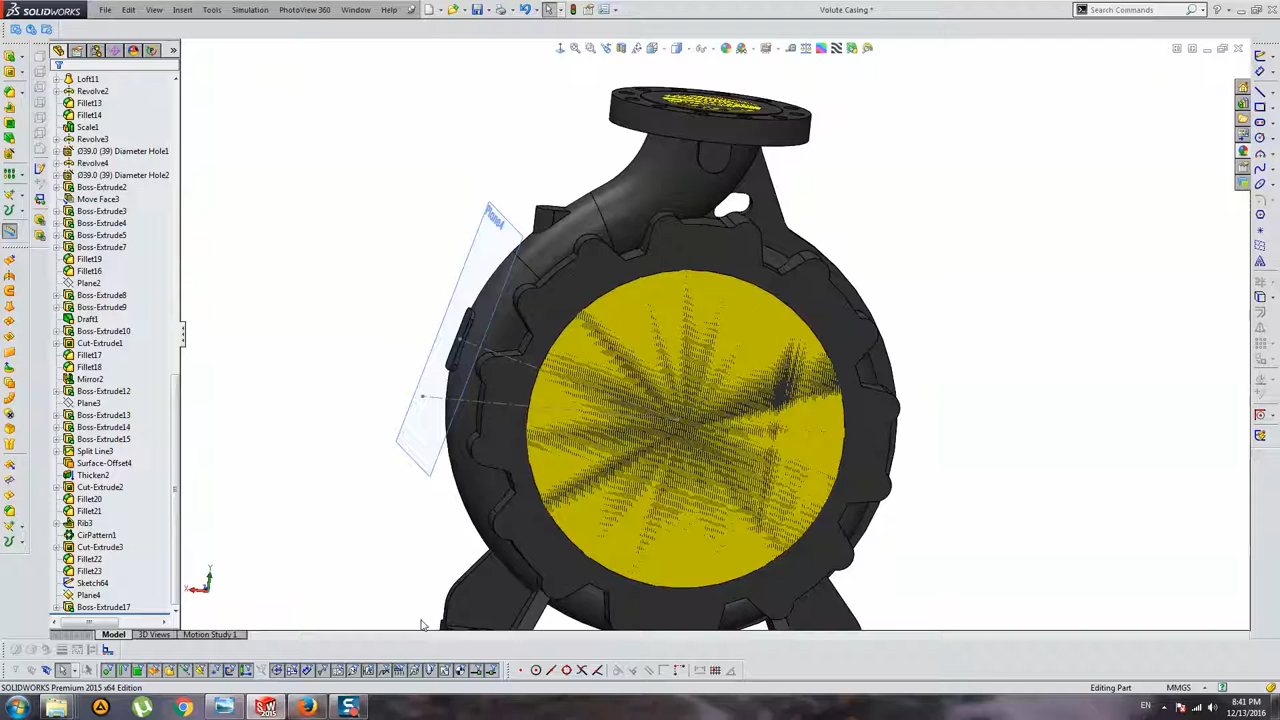 SOLIDWORKS File Edit View Insert Tools Simulation PhotoView 360 Window Help
Volute Casing *
Search Commands
Loft11
Revolve2
Fillet13
Fillet14
Scale1
Revolve3
Ø39.0 (39) Diameter Hole1
Revolve4
Ø39.0 (39) Diameter Hole2
Boss-Extrude2
Move Face3
Boss-Extrude3
Boss-Extrude4
Boss-Extrude5
Boss-Extrude7
Fillet19
Fillet16
Plane2
Boss-Extrude8
Boss-Extrude9
Draft1
Boss-Extrude10
Cut-Extrude1
Fillet17
Fillet18
Mirror2
Boss-Extrude12
Plane3
Boss-Extrude13
Boss-Extrude14
Boss-Extrude15
Split Line3
Surface-Offset4
Thicken2
Cut-Extrude2
Fillet20
Fillet21
Rib3
CirPattern1
Cut-Extrude3
Fillet22
Fillet23
Sketch64
Plane4
Boss-Extrude17
Plane4
Y
X
Model 3D Views Motion Study 1
SOLIDWORKS Premium 2015 x64 Edition
Editing Part MMGS
EN 8:41 PM
12/13/2016